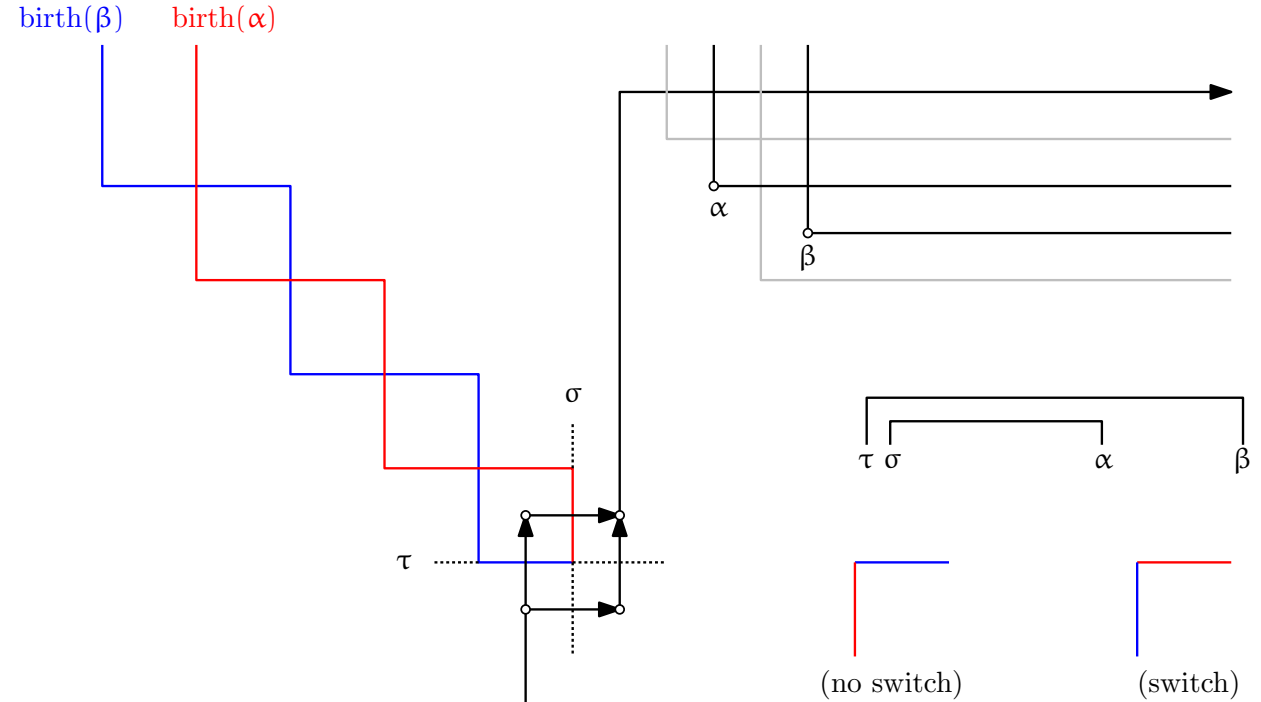 birth(β) birth(α)
α
β
σ
τ σ α β
τ
(no switch) (switch)